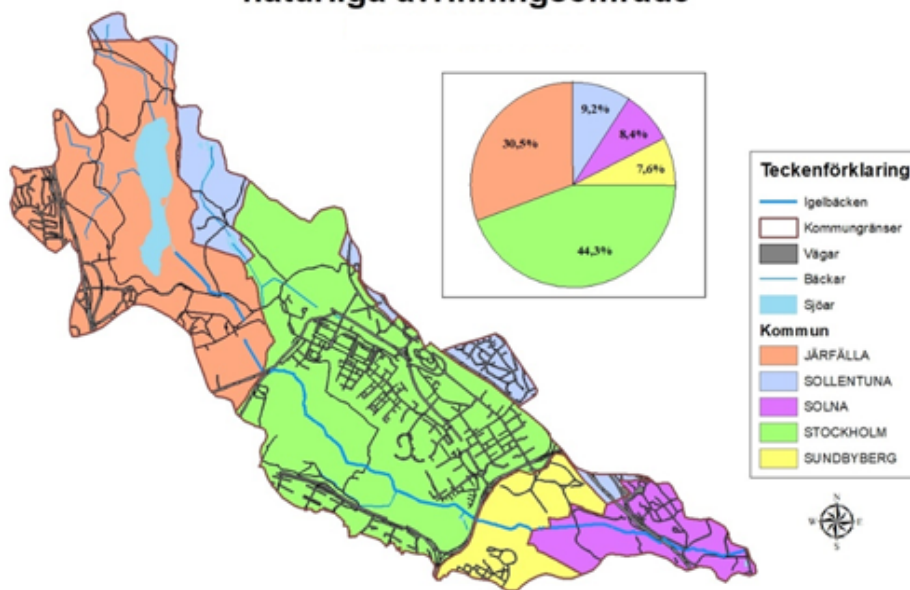 naturliga avrinningsområde
9,2%
8,4%
30,5%
7,6%
44,3%
Teckenförklaring
Igelbäcken
Kommungränser
Vägar
Bäckar
Sjöar
Kommun
JÄRFÄLLA
SOLLENTUNA
SOLNA
STOCKHOLM
SUNDBYBERG
N
W E
S